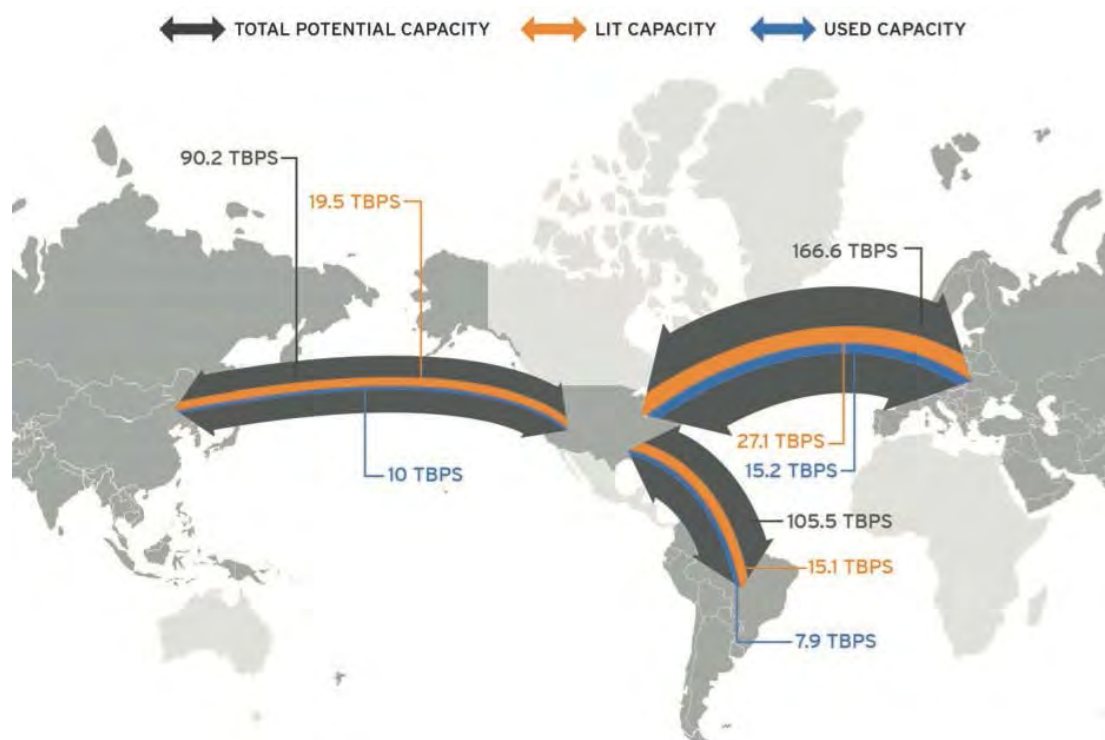 TOTAL POTENTIAL CAPACITY LIT CAPACITY USED CAPACITY
90.2 TBPS
19.5 TBPS
166.6 TBPS
27.1 TBPS
15.2 TBPS
10 TBPS
105.5 TBPS
15.1 TBPS
7.9 TBPS